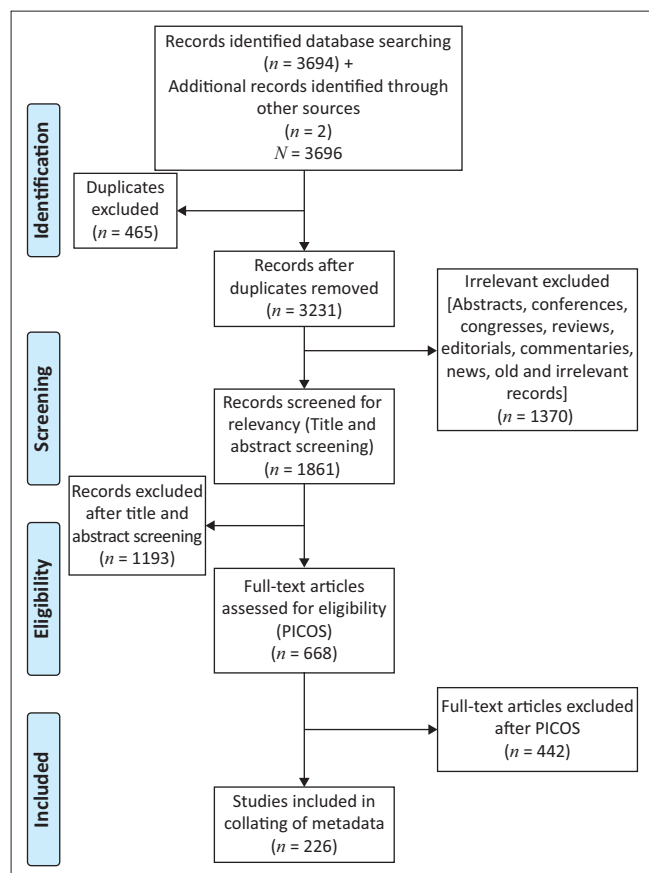 Records identified database searching
(n = 3694) +
Additional records identified through
other sources
(n = 2)
N = 3696
Identification
Duplicates
excluded
(n = 465)
Records after
duplicates removed
(n = 3231)
Irrelevant excluded
[Abstracts, conferences,
congresses, reviews,
editorials, commentaries,
news, old and irrelevant
records]
(n = 1370)
Screening
Records screened for
relevancy (Title and
abstract screening)
(n = 1861)
Records excluded
after title and
abstract screening
(n = 1193)
Eligibility
Full-text articles
assessed for eligibility
(PICOS)
(n = 668)
Full-text articles excluded
after PICOS
(n = 442)
Included
Studies included in
collating of metadata
(n = 226)